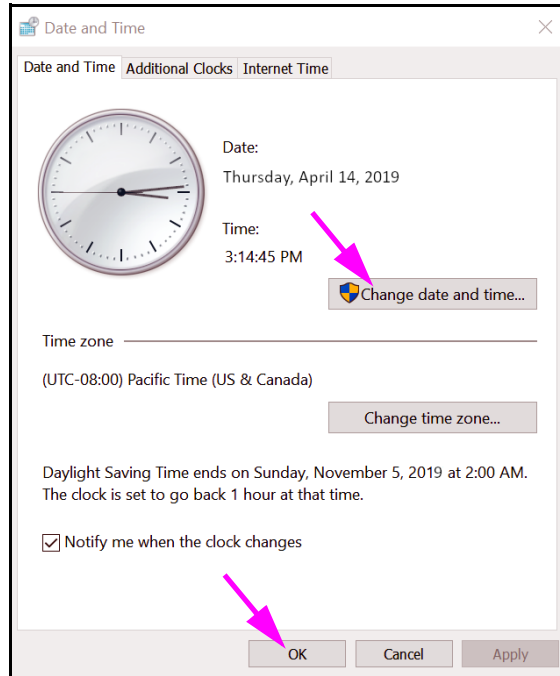 Date and Time
Date and Time Additional Clocks Internet Time
Date:
Thursday, April 14, 2019
Time:
3:14:45 PM
Change date and time...
Time zone
(UTC-08:00) Pacific Time (US & Canada)
Change time zone...
Daylight Saving Time ends on Sunday, November 5, 2019 at 2:00 AM.
The clock is set to go back 1 hour at that time.
Notify me when the clock changes
OK Cancel Apply